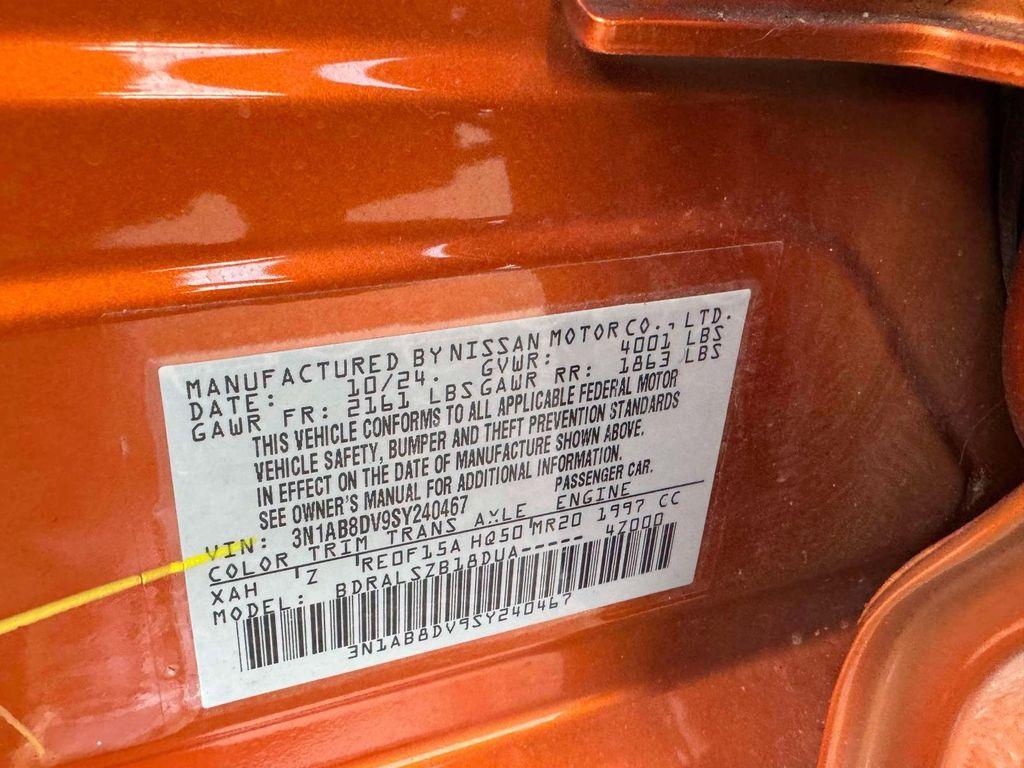 MANUFACTURED BY NISSAN MOTOR CO., LTD.
DATE: 10/24. GVWR: 4001 LBS
GAWR FR: 2161 LBS GAWR RR: 1863 LBS
THIS VEHICLE CONFORMS TO ALL APPLICABLE FEDERAL MOTOR
VEHICLE SAFETY, BUMPER AND THEFT PREVENTION STANDARDS
IN EFFECT ON THE DATE OF MANUFACTURE SHOWN ABOVE.
SEE OWNER'S MANUAL FOR ADDITIONAL INFORMATION.
VIN: 3N1AB8DV9SY240467 PASSENGER CAR.
COLOR TRIM TRANS AXLE ENGINE
XAH Z RE0F15A HQ50 MR20 1997 CC
MODEL: BDRALSZB18DUA----- 4Z000
3N1AB8DV9SY240467